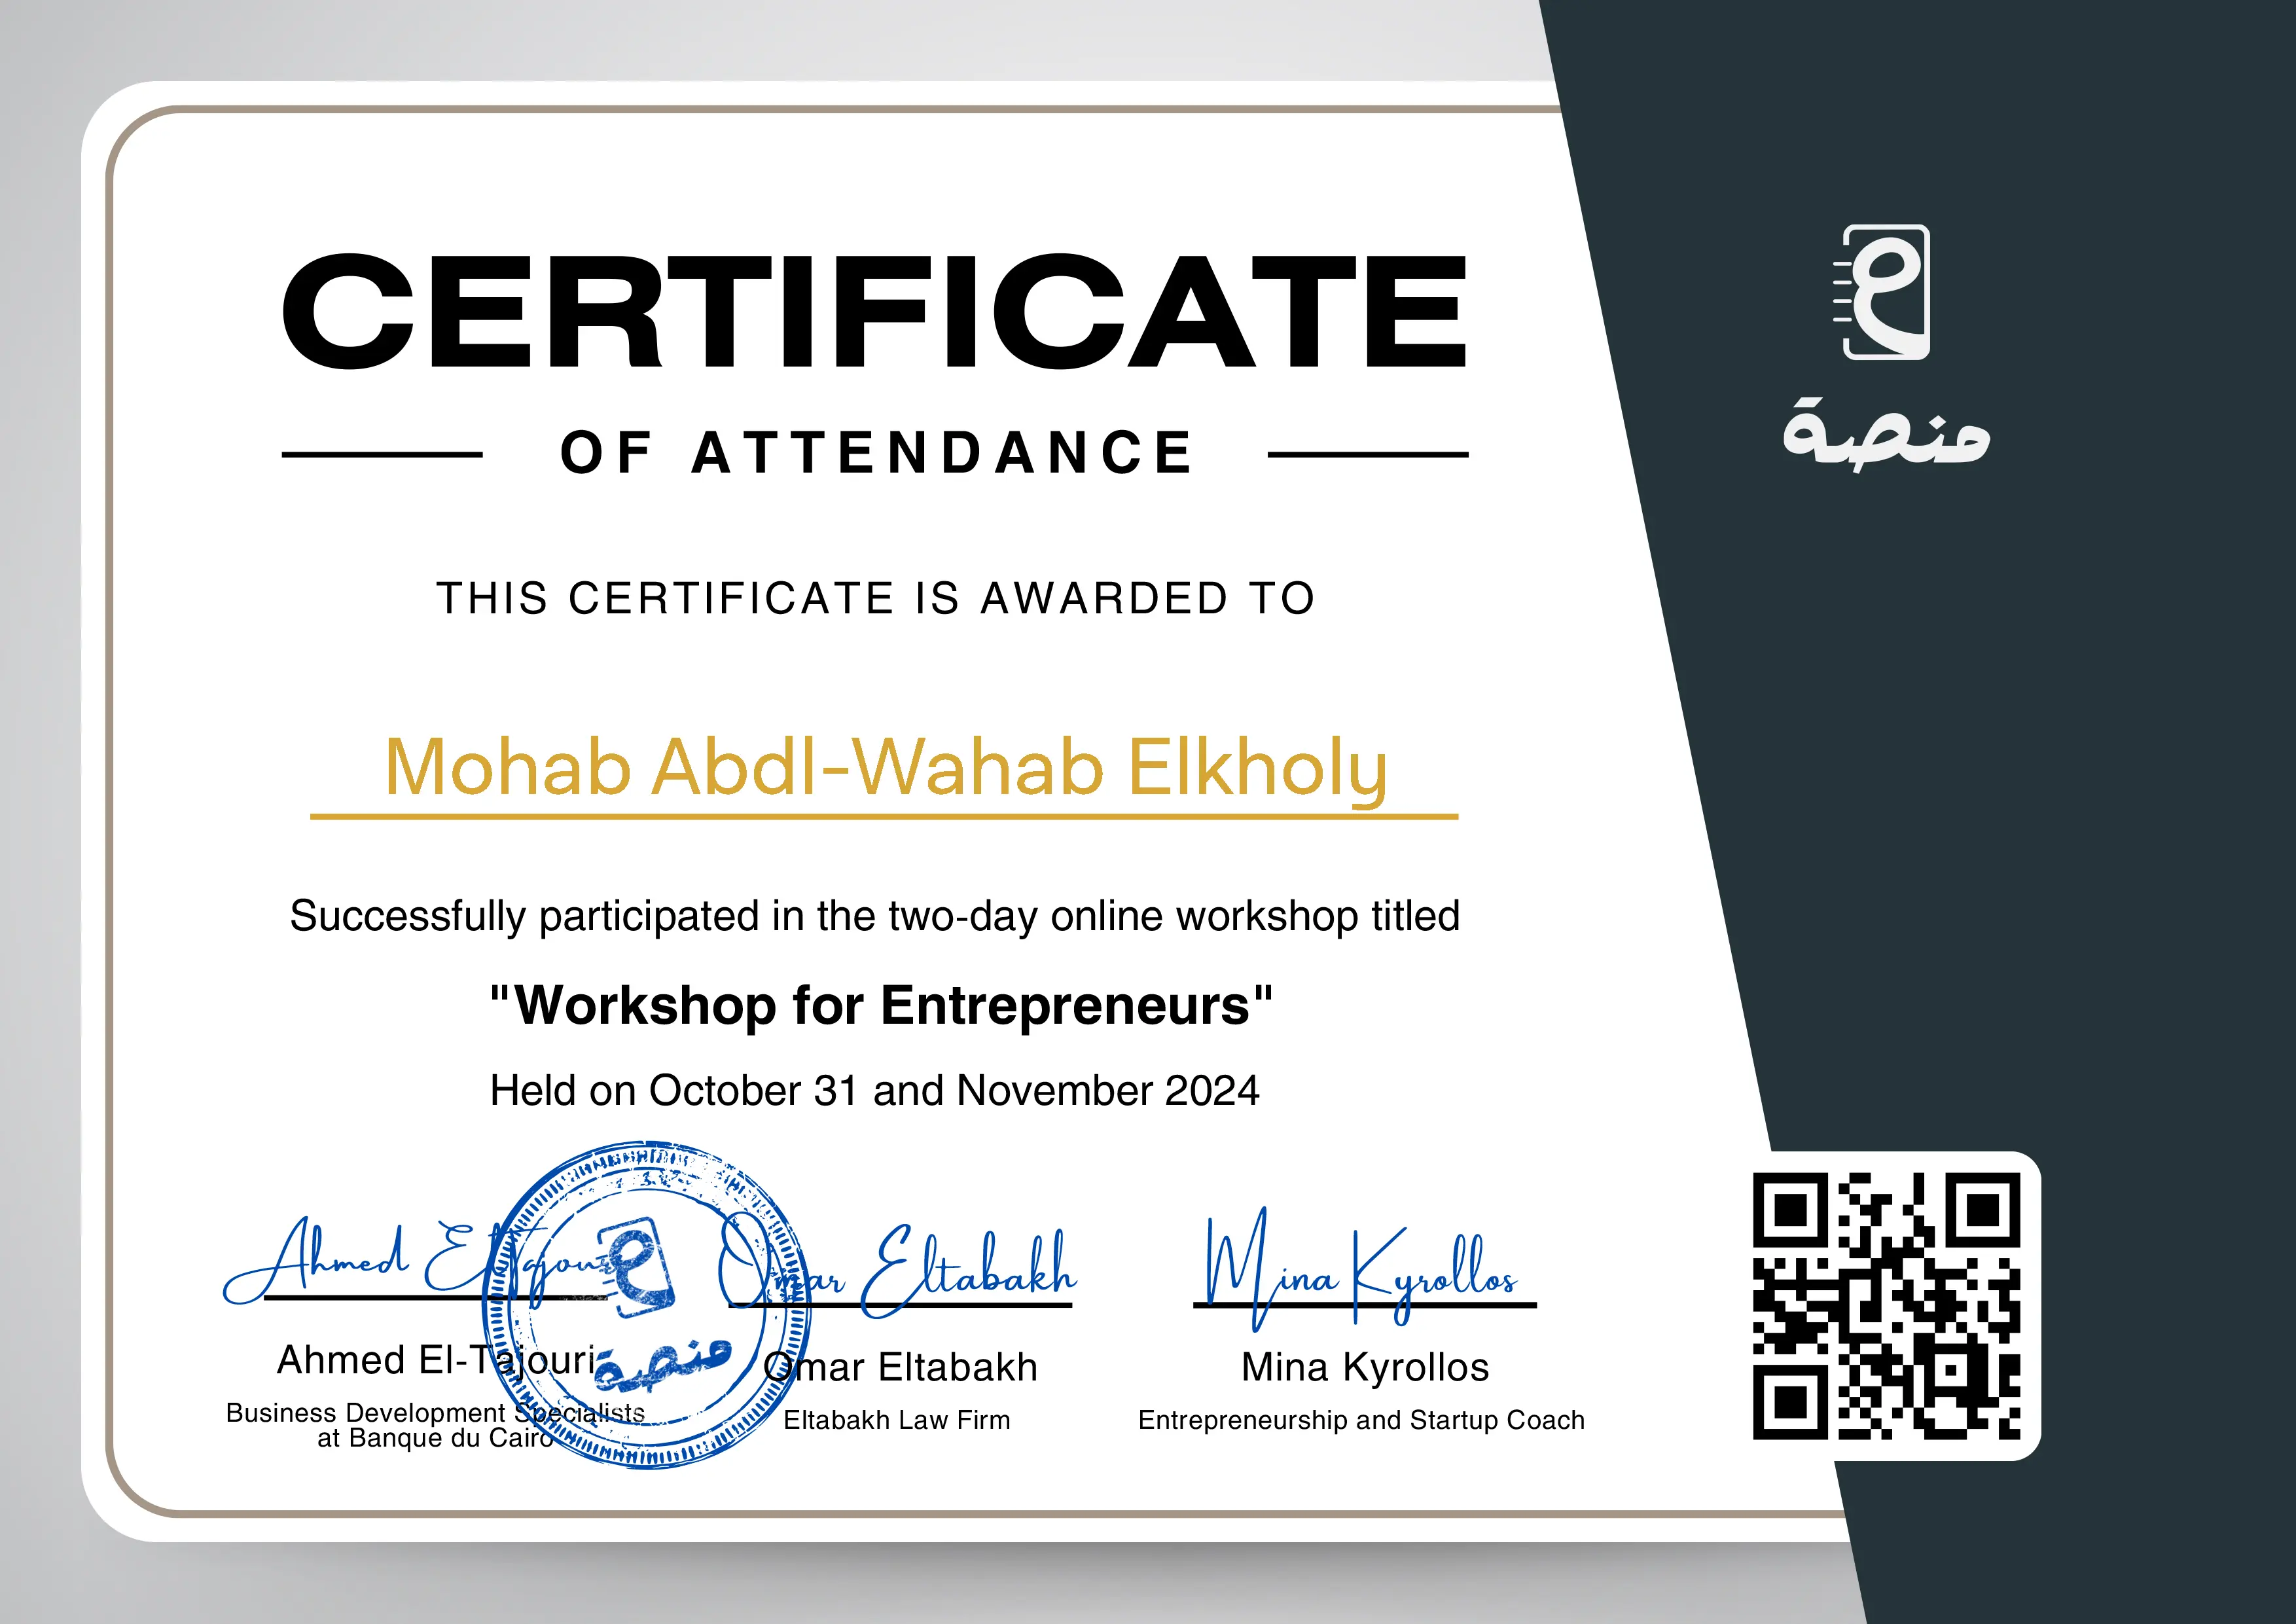 CERTIFICATE
OF ATTENDANCE
THIS CERTIFICATE IS AWARDED TO
Mohab Abdl-Wahab Elkholy
Successfully participated in the two-day online workshop titled
"Workshop for Entrepreneurs"
Held on October 31 and November 2024
Ahmed El-Tajouri
Omar Eltabakh
Mina Kyrollos
Ahmed El-Tajouri
Business Development Specialists
at Banque du Cairo
Omar Eltabakh
Eltabakh Law Firm
Mina Kyrollos
Entrepreneurship and Startup Coach
منصة
منصة